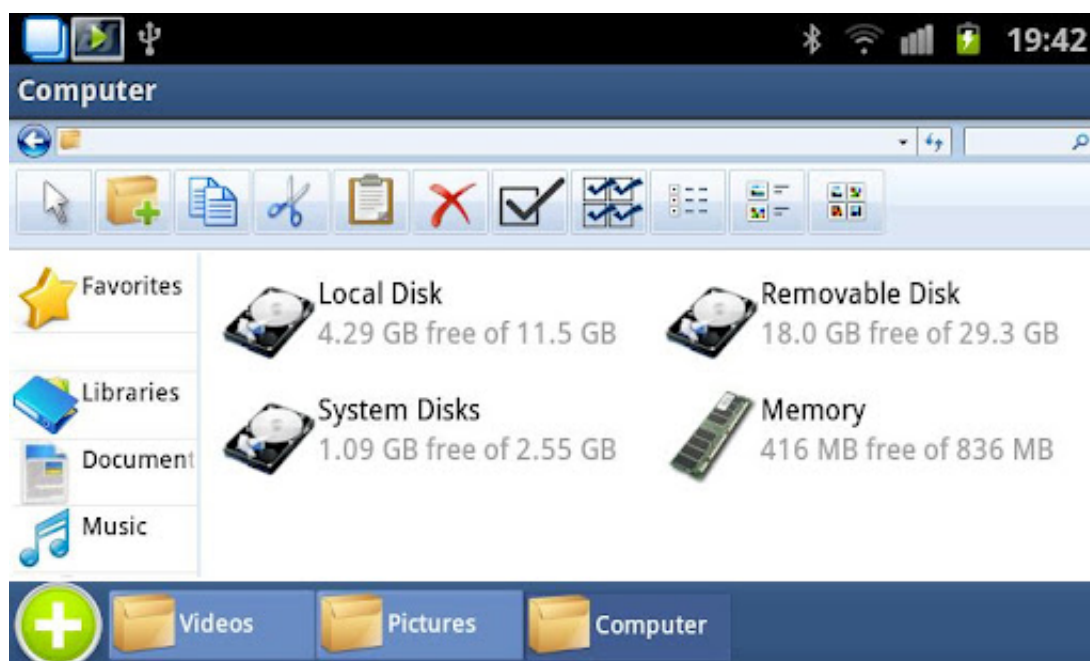 19:42
Computer
Favorites
Libraries
Document
Music
Local Disk
4.29 GB free of 11.5 GB
Removable Disk
18.0 GB free of 29.3 GB
System Disks
1.09 GB free of 2.55 GB
Memory
416 MB free of 836 MB
Videos
Pictures
Computer